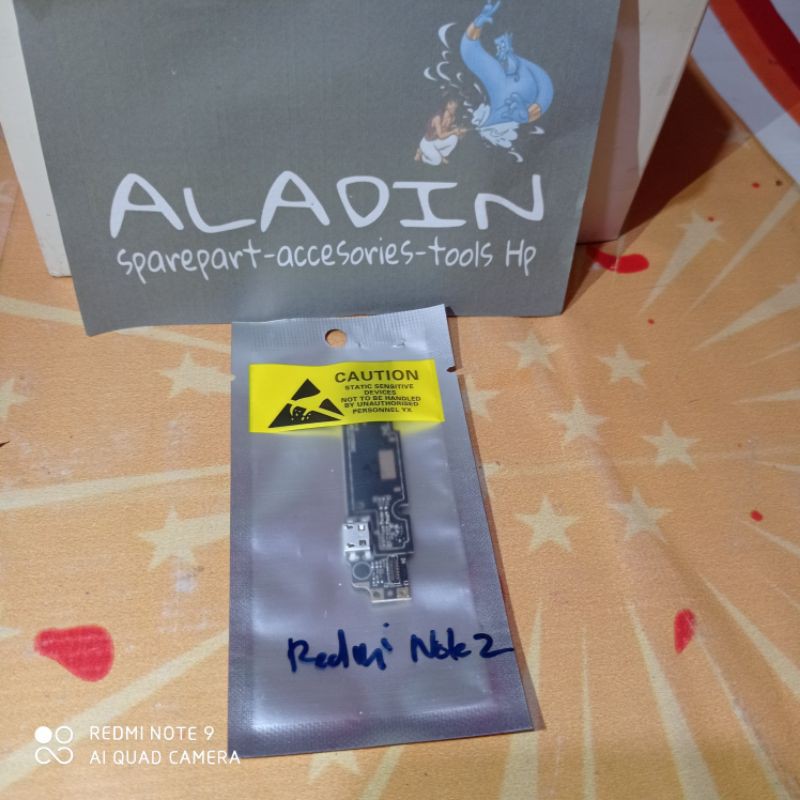 ALADIN
sparepart-accesories-tools Hp
CAUTION
STATIC SENSITIVE
DEVICES
NOT TO BE HANDLED
BY UNAUTHORISED
PERSONNEL YX
Redmi Note 2
REDMI NOTE 9
AI QUAD CAMERA